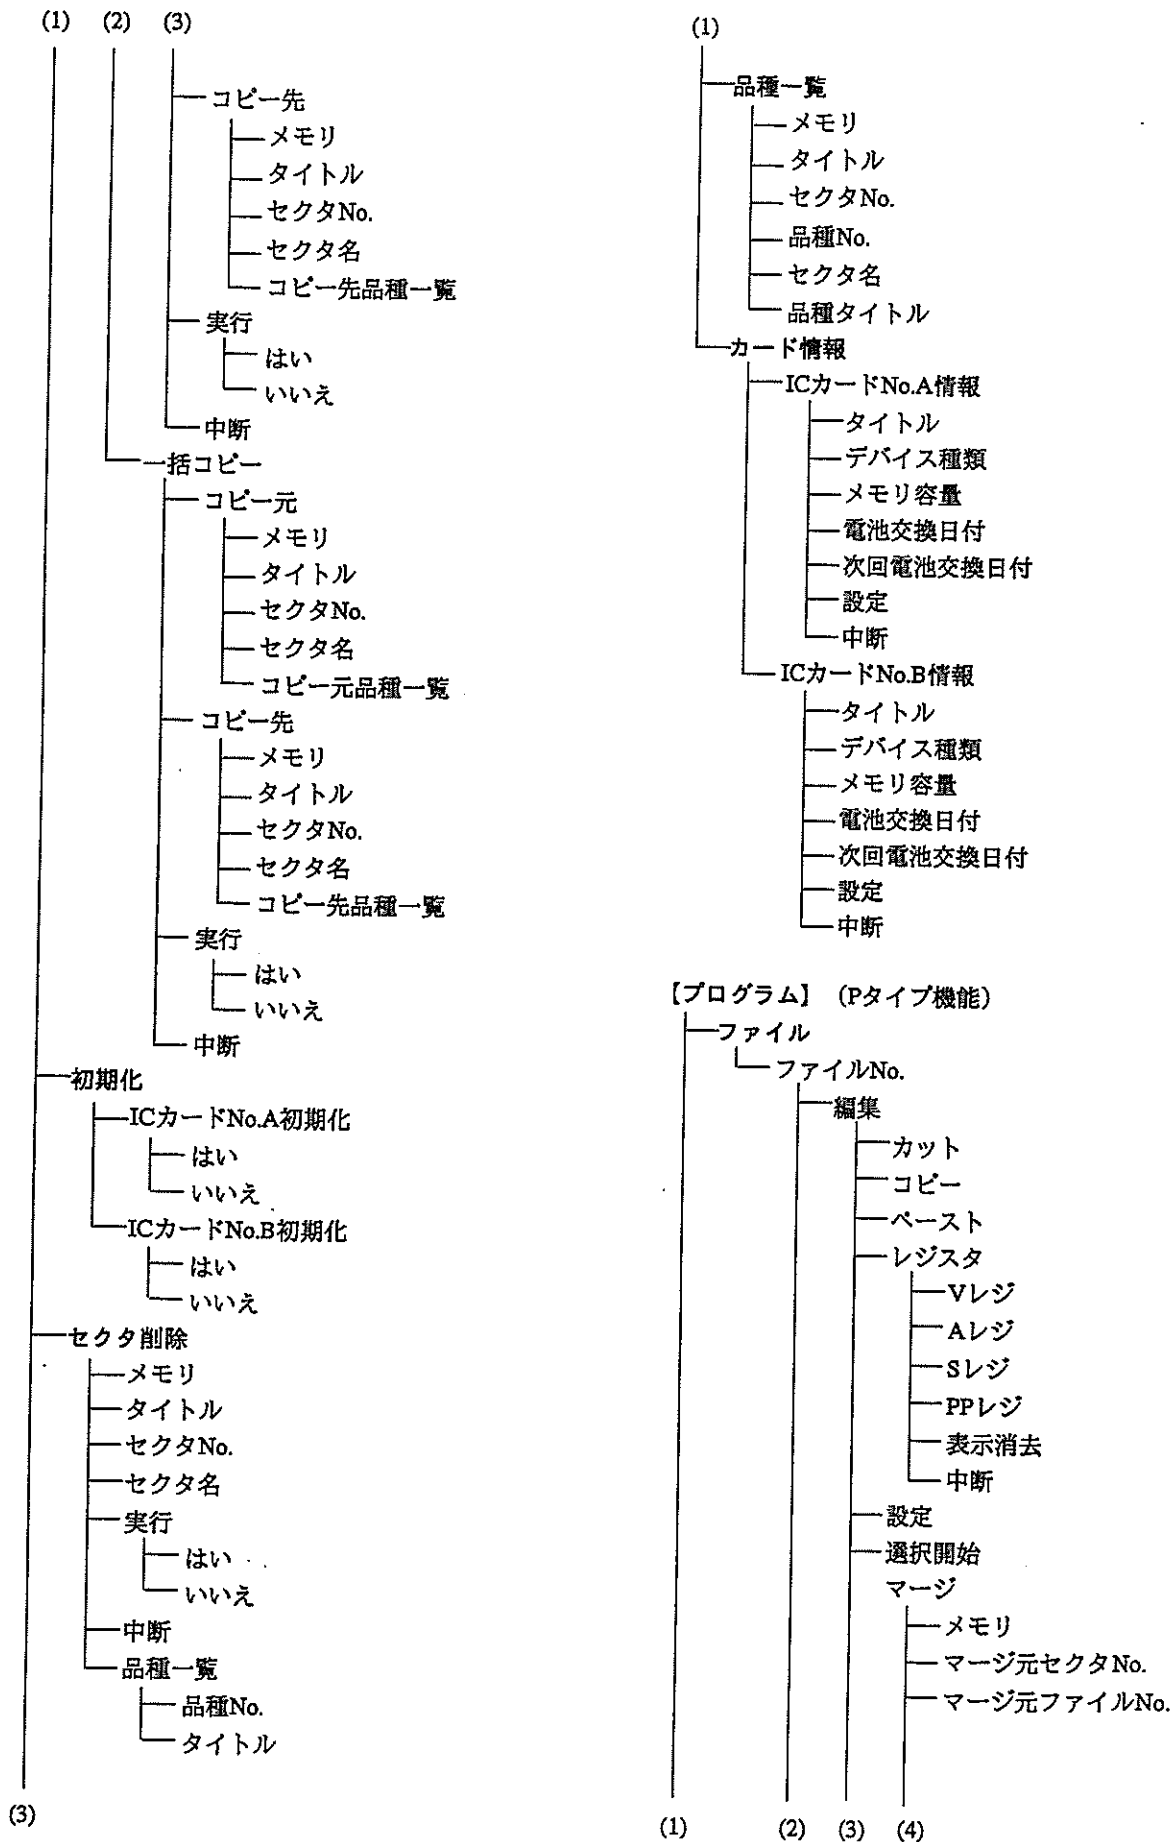 (1) (2) (3)
コピー先
メモリ
タイトル
セクタNo.
セクタ名
コピー先品種一覧
実行
はい
いいえ
中断
一括コピー
コピー元
メモリ
タイトル
セクタNo.
セクタ名
コピー元品種一覧
コピー先
メモリ
タイトル
セクタNo.
セクタ名
コピー先品種一覧
実行
はい
いいえ
中断
初期化
ICカードNo.A初期化
はい
いいえ
ICカードNo.B初期化
はい
いいえ
セクタ削除
メモリ
タイトル
セクタNo.
セクタ名
実行
はい
いいえ
中断
品種一覧
品種No.
タイトル
(3)
(1)
品種一覧
メモリ
タイトル
セクタNo.
品種No.
セクタ名
品種タイトル
カード情報
ICカードNo.A情報
タイトル
デバイス種類
メモリ容量
電池交換日付
次回電池交換日付
設定
中断
ICカードNo.B情報
タイトル
デバイス種類
メモリ容量
電池交換日付
次回電池交換日付
設定
中断
【プログラム】 (Pタイプ機能)
ファイル
ファイルNo.
編集
カット
コピー
ペースト
レジスタ
Vレジ
Aレジ
Sレジ
PPレジ
表示消去
中断
設定
選択開始
マージ
メモリ
マージ元セクタNo.
マージ元ファイルNo.
(1) (2) (3) (4)